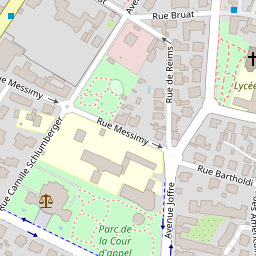 Rue Bruat
Avenue
Rue de Reims
Lycée
Rue Messimy
Rue Messimy
Rue Camille Schlumberger
Rue Bartholdi
Avenue Joffre
Parc de
la Cour
d'appel